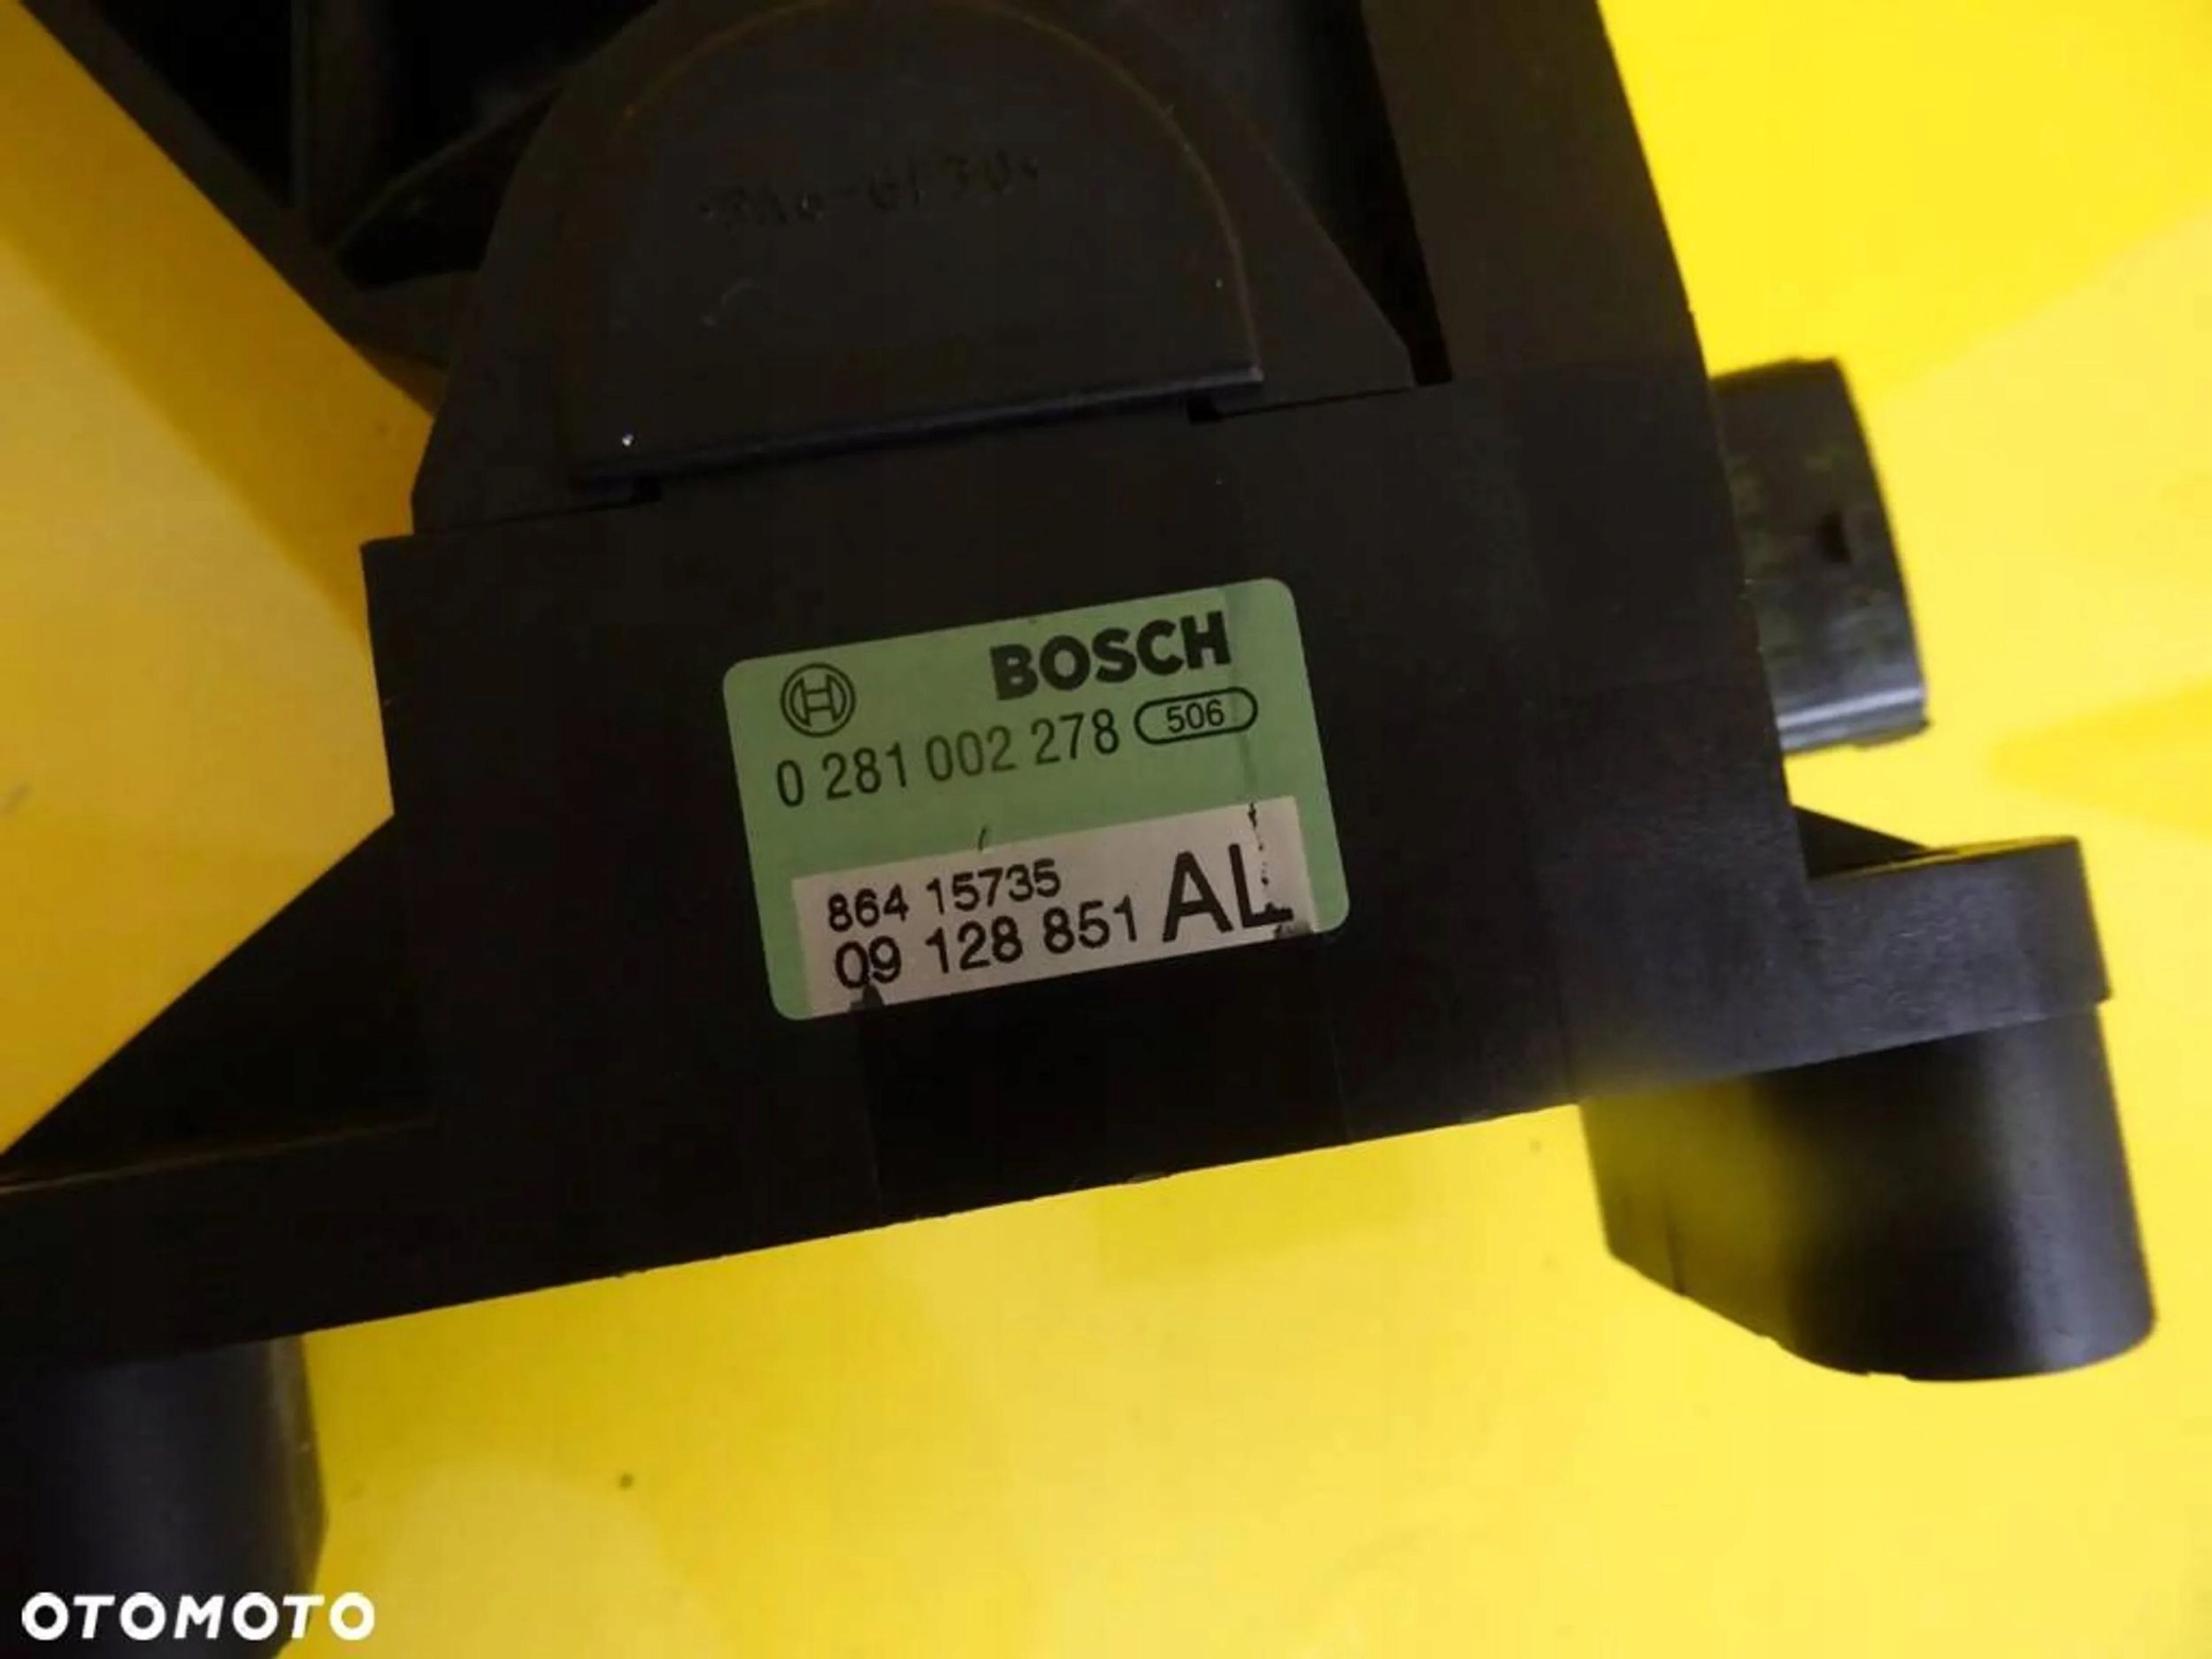 BOSCH
0 281 002 278 506
864 15735
09 128 851 AL
OTOMOTO